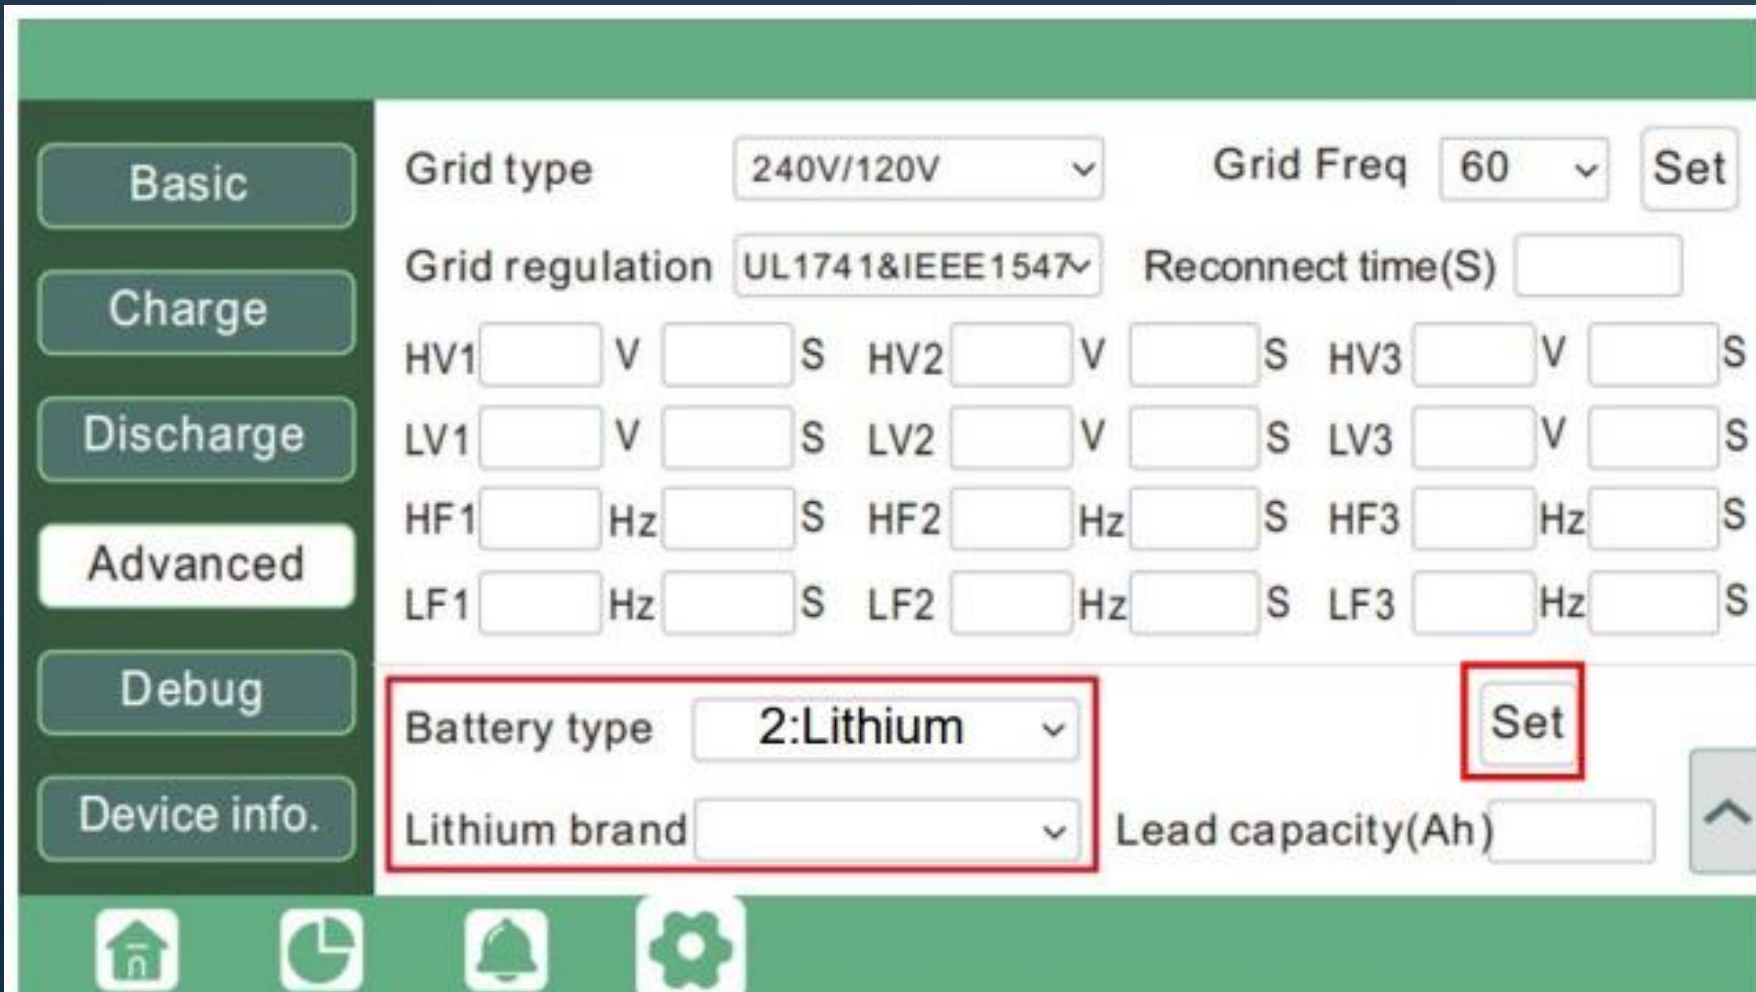 Basic
Charge
Discharge
Advanced
Debug
Device info.
Grid type 240V/120V Grid Freq 60 Set
Grid regulation UL1741&IEEE1547 Reconnect time(S)
HV1 V S HV2 V S HV3 V S
LV1 V S LV2 V S LV3 V S
HF1 Hz S HF2 Hz S HF3 Hz S
LF1 Hz S LF2 Hz S LF3 Hz S
Battery type 2:Lithium Set
Lithium brand Lead capacity(Ah)